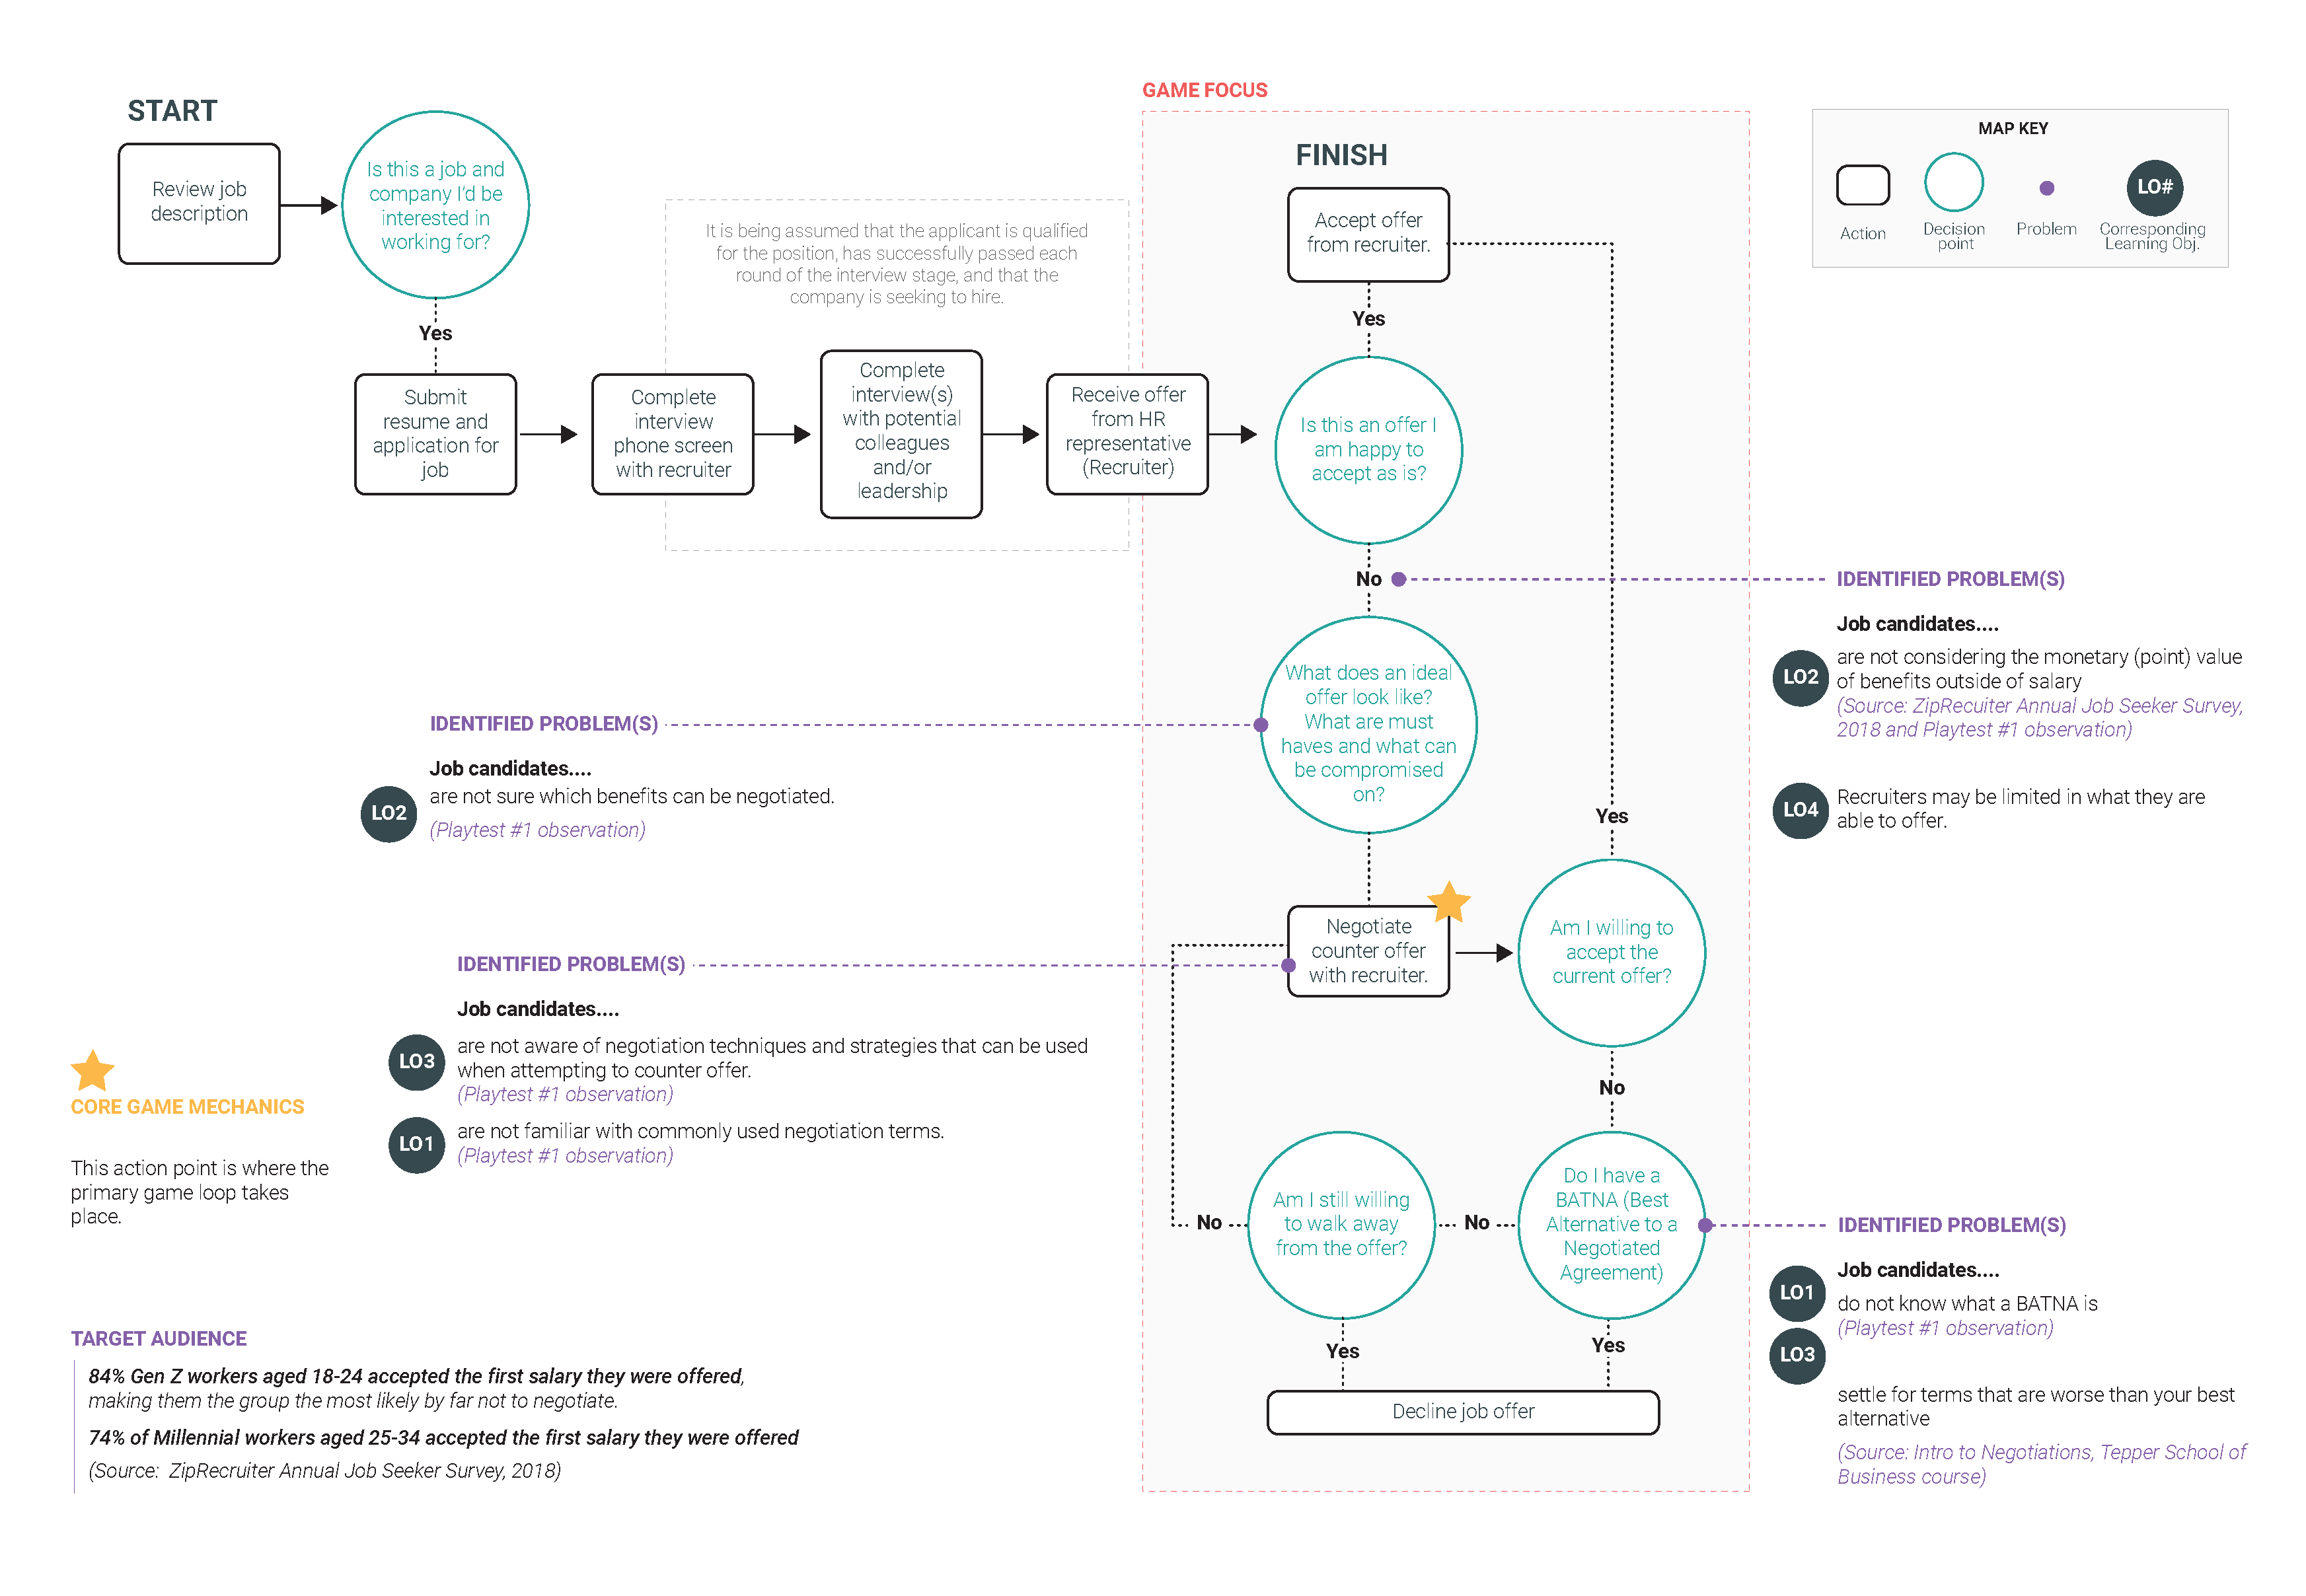 START
Review job
description
Is this a job and
company I'd be
interested in
working for?
Yes
Submit
resume and
application for
job
Complete
interview
phone screen
with recruiter
It is being assumed that the applicant is qualified
for the position, has successfully passed each
round of the interview stage, and that the
company is seeking to hire.
Complete
interview(s)
with potential
colleagues
and/or
leadership
Receive offer
from HR
representative
(Recruiter)
GAME FOCUS
FINISH
Accept offer
from recruiter.
Yes
Is this an offer I
am happy to
accept as is?
No
What does an ideal
offer look like?
What are must
haves and what can
be compromised
on?
Negotiate
counter offer
with recruiter.
Yes
Am I willing to
accept the
current offer?
No
Do I have a
BATNA (Best
Alternative to a
Negotiated
Agreement)
No
Am I still willing
to walk away
from the offer?
No
Yes
Yes
Decline job offer
MAP KEY
Action
Decision
point
Problem
LO#
Corresponding
Learning Obj.
IDENTIFIED PROBLEM(S)
Job candidates....
LO2
are not considering the monetary (point) value
of benefits outside of salary
(Source: ZipRecuiter Annual Job Seeker Survey,
2018 and Playtest #1 observation)
LO4
Recruiters may be limited in what they are
able to offer.
IDENTIFIED PROBLEM(S)
Job candidates....
LO2
are not sure which benefits can be negotiated.
(Playtest #1 observation)
IDENTIFIED PROBLEM(S)
Job candidates....
LO3
are not aware of negotiation techniques and strategies that can be used
when attempting to counter offer.
(Playtest #1 observation)
LO1
are not familiar with commonly used negotiation terms.
(Playtest #1 observation)
CORE GAME MECHANICS
This action point is where the
primary game loop takes
place.
IDENTIFIED PROBLEM(S)
Job candidates....
LO1
do not know what a BATNA is
(Playtest #1 observation)
LO3
settle for terms that are worse than your best
alternative
(Source: Intro to Negotiations, Tepper School of
Business course)
TARGET AUDIENCE
84% Gen Z workers aged 18-24 accepted the first salary they were offered,
making them the group the most likely by far not to negotiate.
74% of Millennial workers aged 25-34 accepted the first salary they were offered
(Source: ZipRecruiter Annual Job Seeker Survey, 2018)